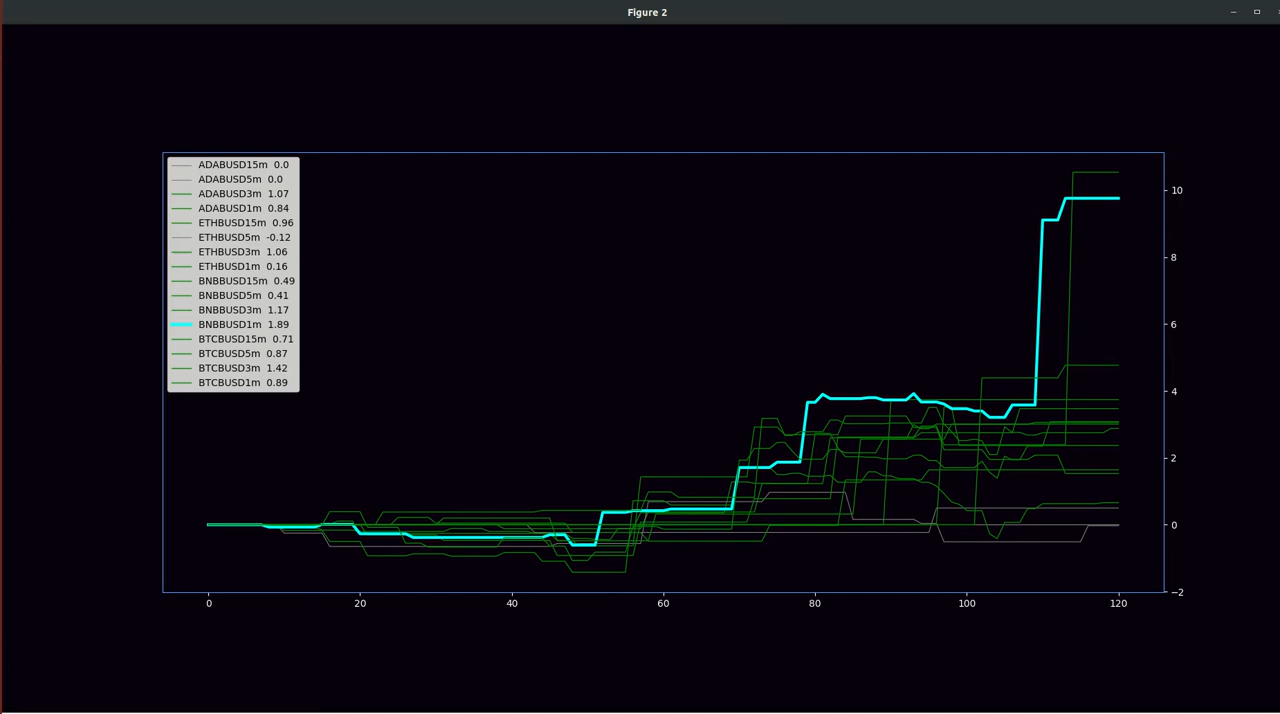 Figure 2
ADABUSD15m 0.0
ADABUSD5m 0.0
ADABUSD3m 1.07
ADABUSD1m 0.84
ETHBUSD15m 0.96
ETHBUSD5m -0.12
ETHBUSD3m 1.06
ETHBUSD1m 0.16
BNBBUSD15m 0.49
BNBBUSD5m 0.41
BNBBUSD3m 1.17
BNBBUSD1m 1.89
BTCBUSD15m 0.71
BTCBUSD5m 0.87
BTCBUSD3m 1.42
BTCBUSD1m 0.89
10
8
6
4
2
0
−2
0 20 40 60 80 100 120